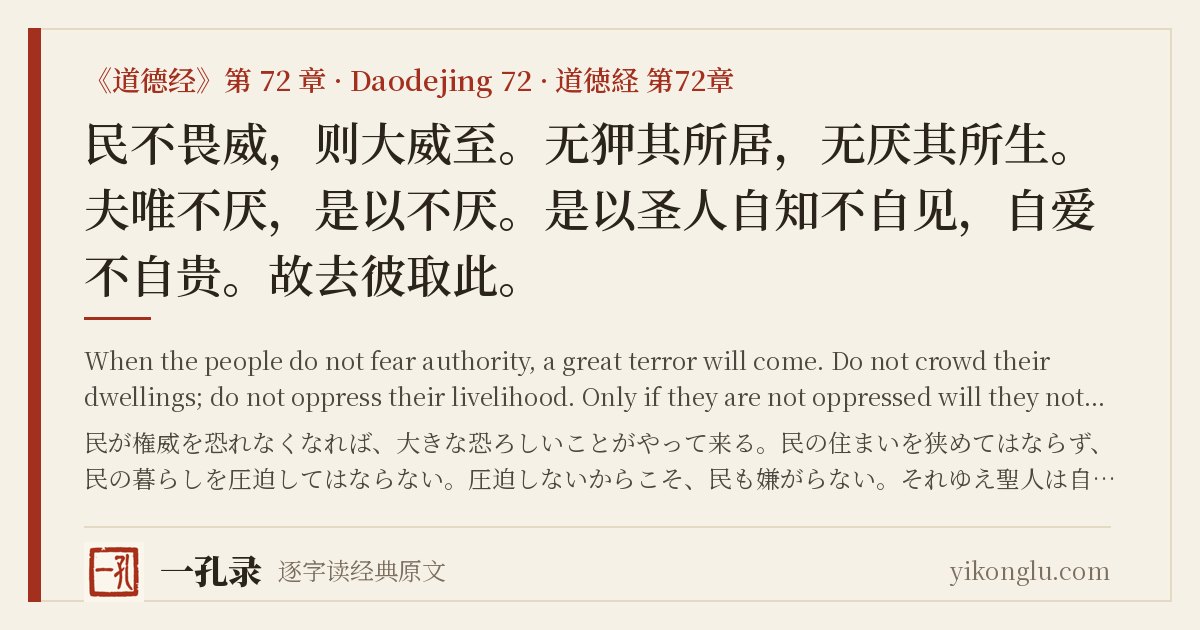 《道德经》第 72 章 · Daodejing 72 · 道徳経 第72章
民不畏威，则大威至。无狎其所居，无厌其所生。
夫唯不厌，是以不厌。是以圣人自知不自见，自爱
不自贵。故去彼取此。
When the people do not fear authority, a great terror will come. Do not crowd their
dwellings; do not oppress their livelihood. Only if they are not oppressed will they not...
民が権威を恐れなくなれば、大きな恐ろしいことがやって来る。民の住まいを狭めてはならず、
民の暮らしを圧迫してはならない。圧迫しないからこそ、民も嫌がらない。それゆえ聖人は自…
一孔
一孔录 逐字读经典原文
yikonglu.com